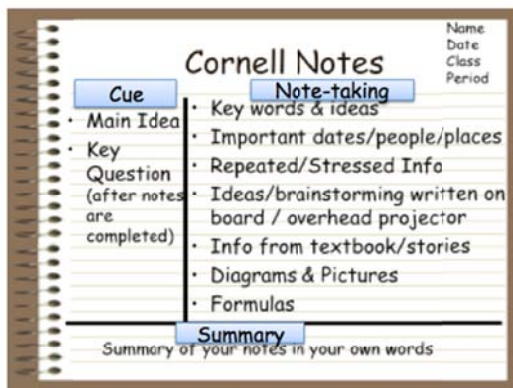 Name
Date
Class
Period
Cornell Notes
Cue
Note-taking
• Main Idea
• Key
Question
(after notes
are
completed)
• Key words & ideas
• Important dates/people/places
• Repeated/Stressed Info
• Ideas/brainstorming written on
board / overhead projector
• Info from textbook/stories
• Diagrams & Pictures
• Formulas
Summary
Summary of your notes in your own words